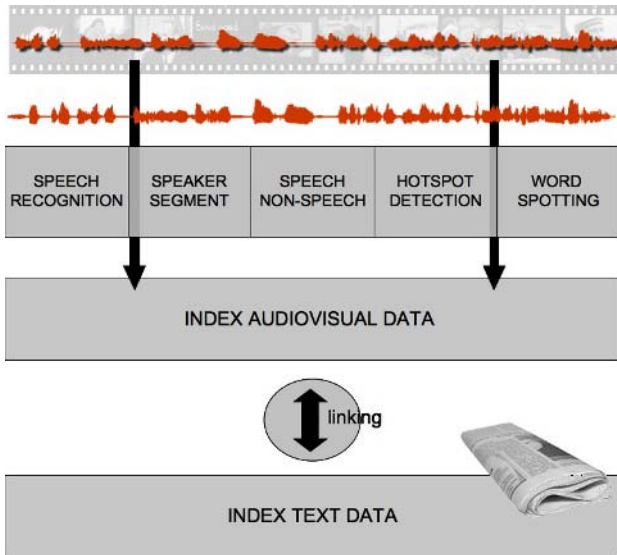 SPEECH
RECOGNITION
SPEAKER
SEGMENT
SPEECH
NON-SPEECH
HOTSPOT
DETECTION
WORD
SPOTTING
INDEX AUDIOVISUAL DATA
linking
INDEX TEXT DATA